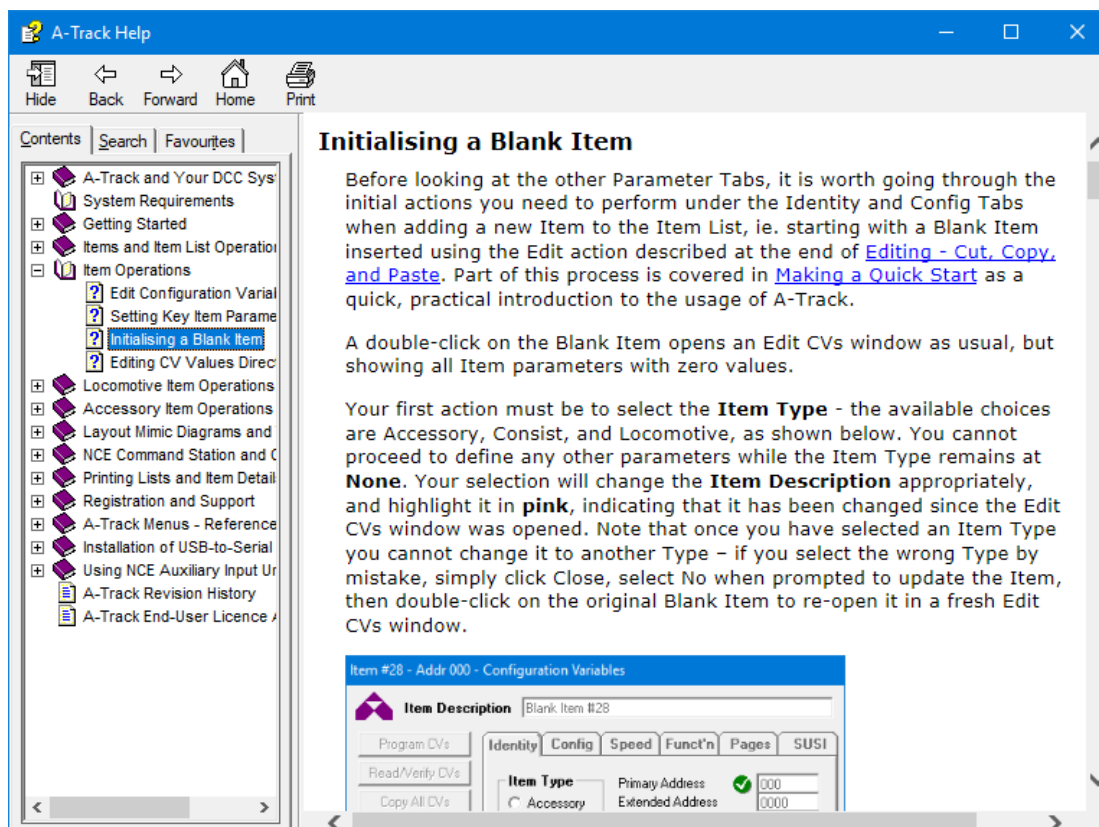 A-Track Help
Hide Back Forward Home Print
Contents Search Favourites
A-Track and Your DCC Sys
System Requirements
Getting Started
Items and Item List Operation
Item Operations
Edit Configuration Varial
Setting Key Item Parame
Initialising a Blank Item
Editing CV Values Direc
Locomotive Item Operations
Accessory Item Operations
Layout Mimic Diagrams and
NCE Command Station and C
Printing Lists and Item Detail
Registration and Support
A-Track Menus - Reference
Installation of USB-to-Serial
Using NCE Auxiliary Input Ur
A-Track Revision History
A-Track End-User Licence A
Initialising a Blank Item
Before looking at the other Parameter Tabs, it is worth going through the
initial actions you need to perform under the Identity and Config Tabs
when adding a new Item to the Item List, ie. starting with a Blank Item
inserted using the Edit action described at the end of Editing - Cut, Copy,
and Paste. Part of this process is covered in Making a Quick Start as a
quick, practical introduction to the usage of A-Track.
A double-click on the Blank Item opens an Edit CVs window as usual, but
showing all Item parameters with zero values.
Your first action must be to select the Item Type - the available choices
are Accessory, Consist, and Locomotive, as shown below. You cannot
proceed to define any other parameters while the Item Type remains at
None. Your selection will change the Item Description appropriately,
and highlight it in pink, indicating that it has been changed since the Edit
CVs window was opened. Note that once you have selected an Item Type
you cannot change it to another Type – if you select the wrong Type by
mistake, simply click Close, select No when prompted to update the Item,
then double-click on the original Blank Item to re-open it in a fresh Edit
CVs window.
Item #28 - Addr 000 - Configuration Variables
Item Description Blank Item #28
Program CVs Identity Config Speed Funct'n Pages SUSI
Read/Verify CVs Item Type Primary Address 000
Copy All CVs Accessory Extended Address 0000